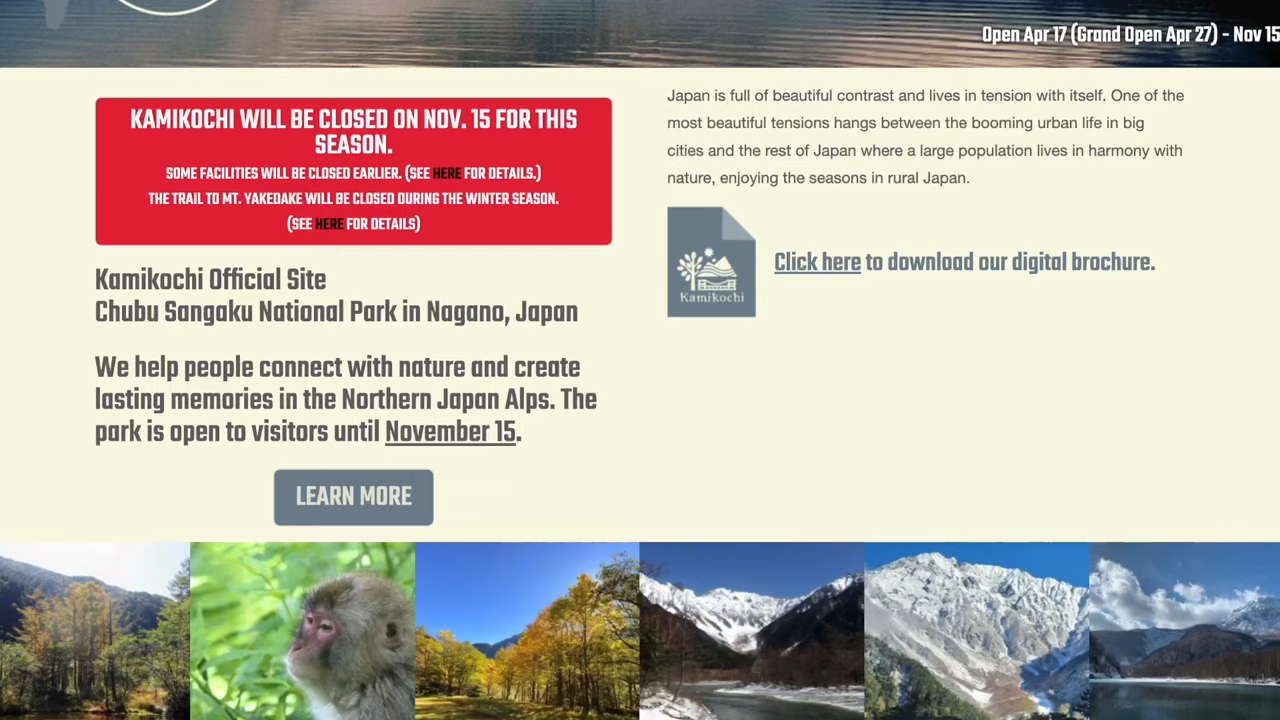 Open Apr 17 (Grand Open Apr 27) - Nov 15
KAMIKOCHI WILL BE CLOSED ON NOV. 15 FOR THIS
SEASON.
SOME FACILITIES WILL BE CLOSED EARLIER. (SEE HERE FOR DETAILS.)
THE TRAIL TO MT. YAKEDAKE WILL BE CLOSED DURING THE WINTER SEASON.
(SEE HERE FOR DETAILS)
Kamikochi Official Site
Chubu Sangaku National Park in Nagano, Japan
We help people connect with nature and create
lasting memories in the Northern Japan Alps. The
park is open to visitors until November 15.
LEARN MORE
Japan is full of beautiful contrast and lives in tension with itself. One of the
most beautiful tensions hangs between the booming urban life in big
cities and the rest of Japan where a large population lives in harmony with
nature, enjoying the seasons in rural Japan.
Kamikochi
Click here to download our digital brochure.